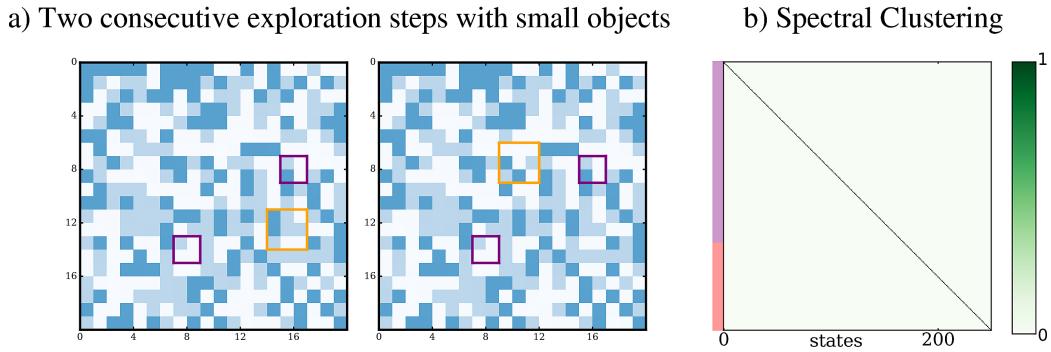 a) Two consecutive exploration steps with small objects
b) Spectral Clustering
0
4
8
12
16
0 4 8 12 16
0
4
8
12
16
0 4 8 12 16
0 states 200
1
0